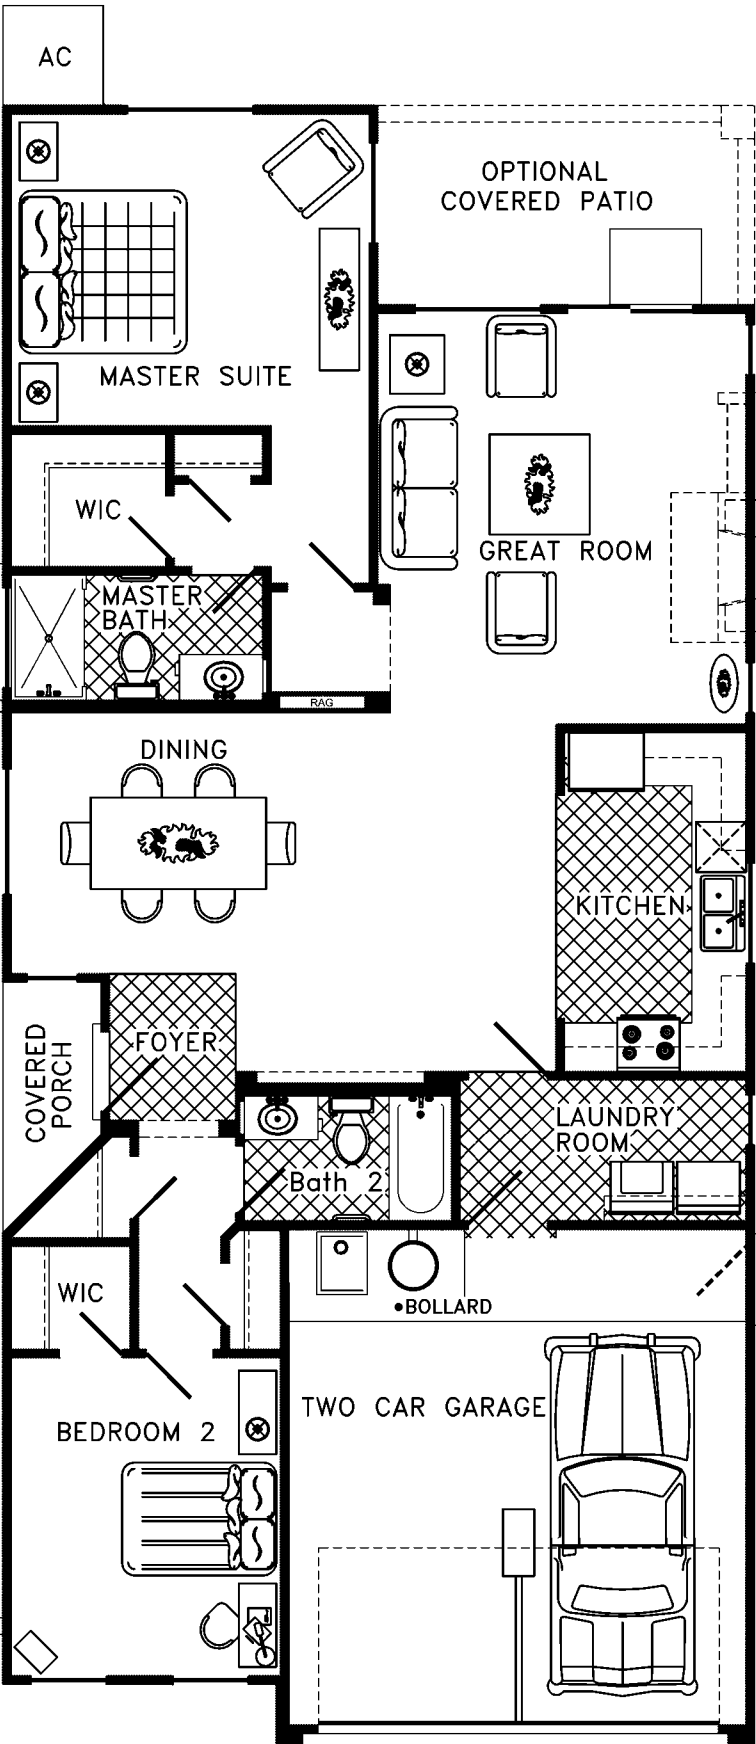 AC
OPTIONAL
COVERED PATIO
MASTER SUITE
WIC
GREAT ROOM
MASTER
BATH
RAG
DINING
KITCHEN
FOYER
COVERED
PORCH
LAUNDRY
ROOM
Bath 2
WIC
•BOLLARD
TWO CAR GARAGE
BEDROOM 2